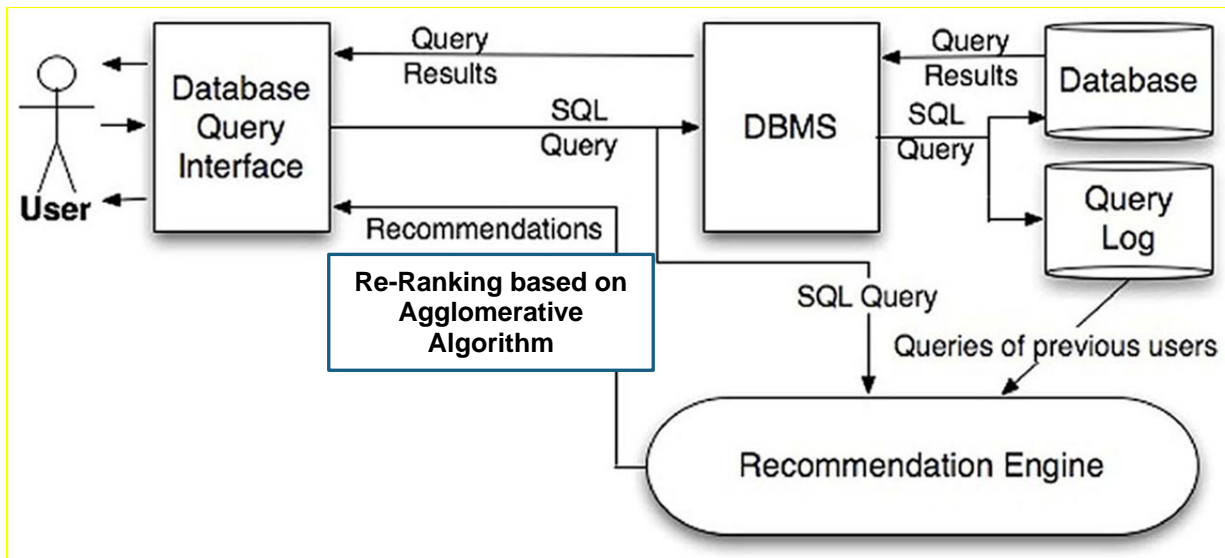 Query
Results
Database
Query
Interface
SQL
Query
DBMS
Query
Results
SQL
Query
Database
Query
Log
User
Recommendations
Re-Ranking based on
Agglomerative
Algorithm
SQL Query
Queries of previous users
Recommendation Engine